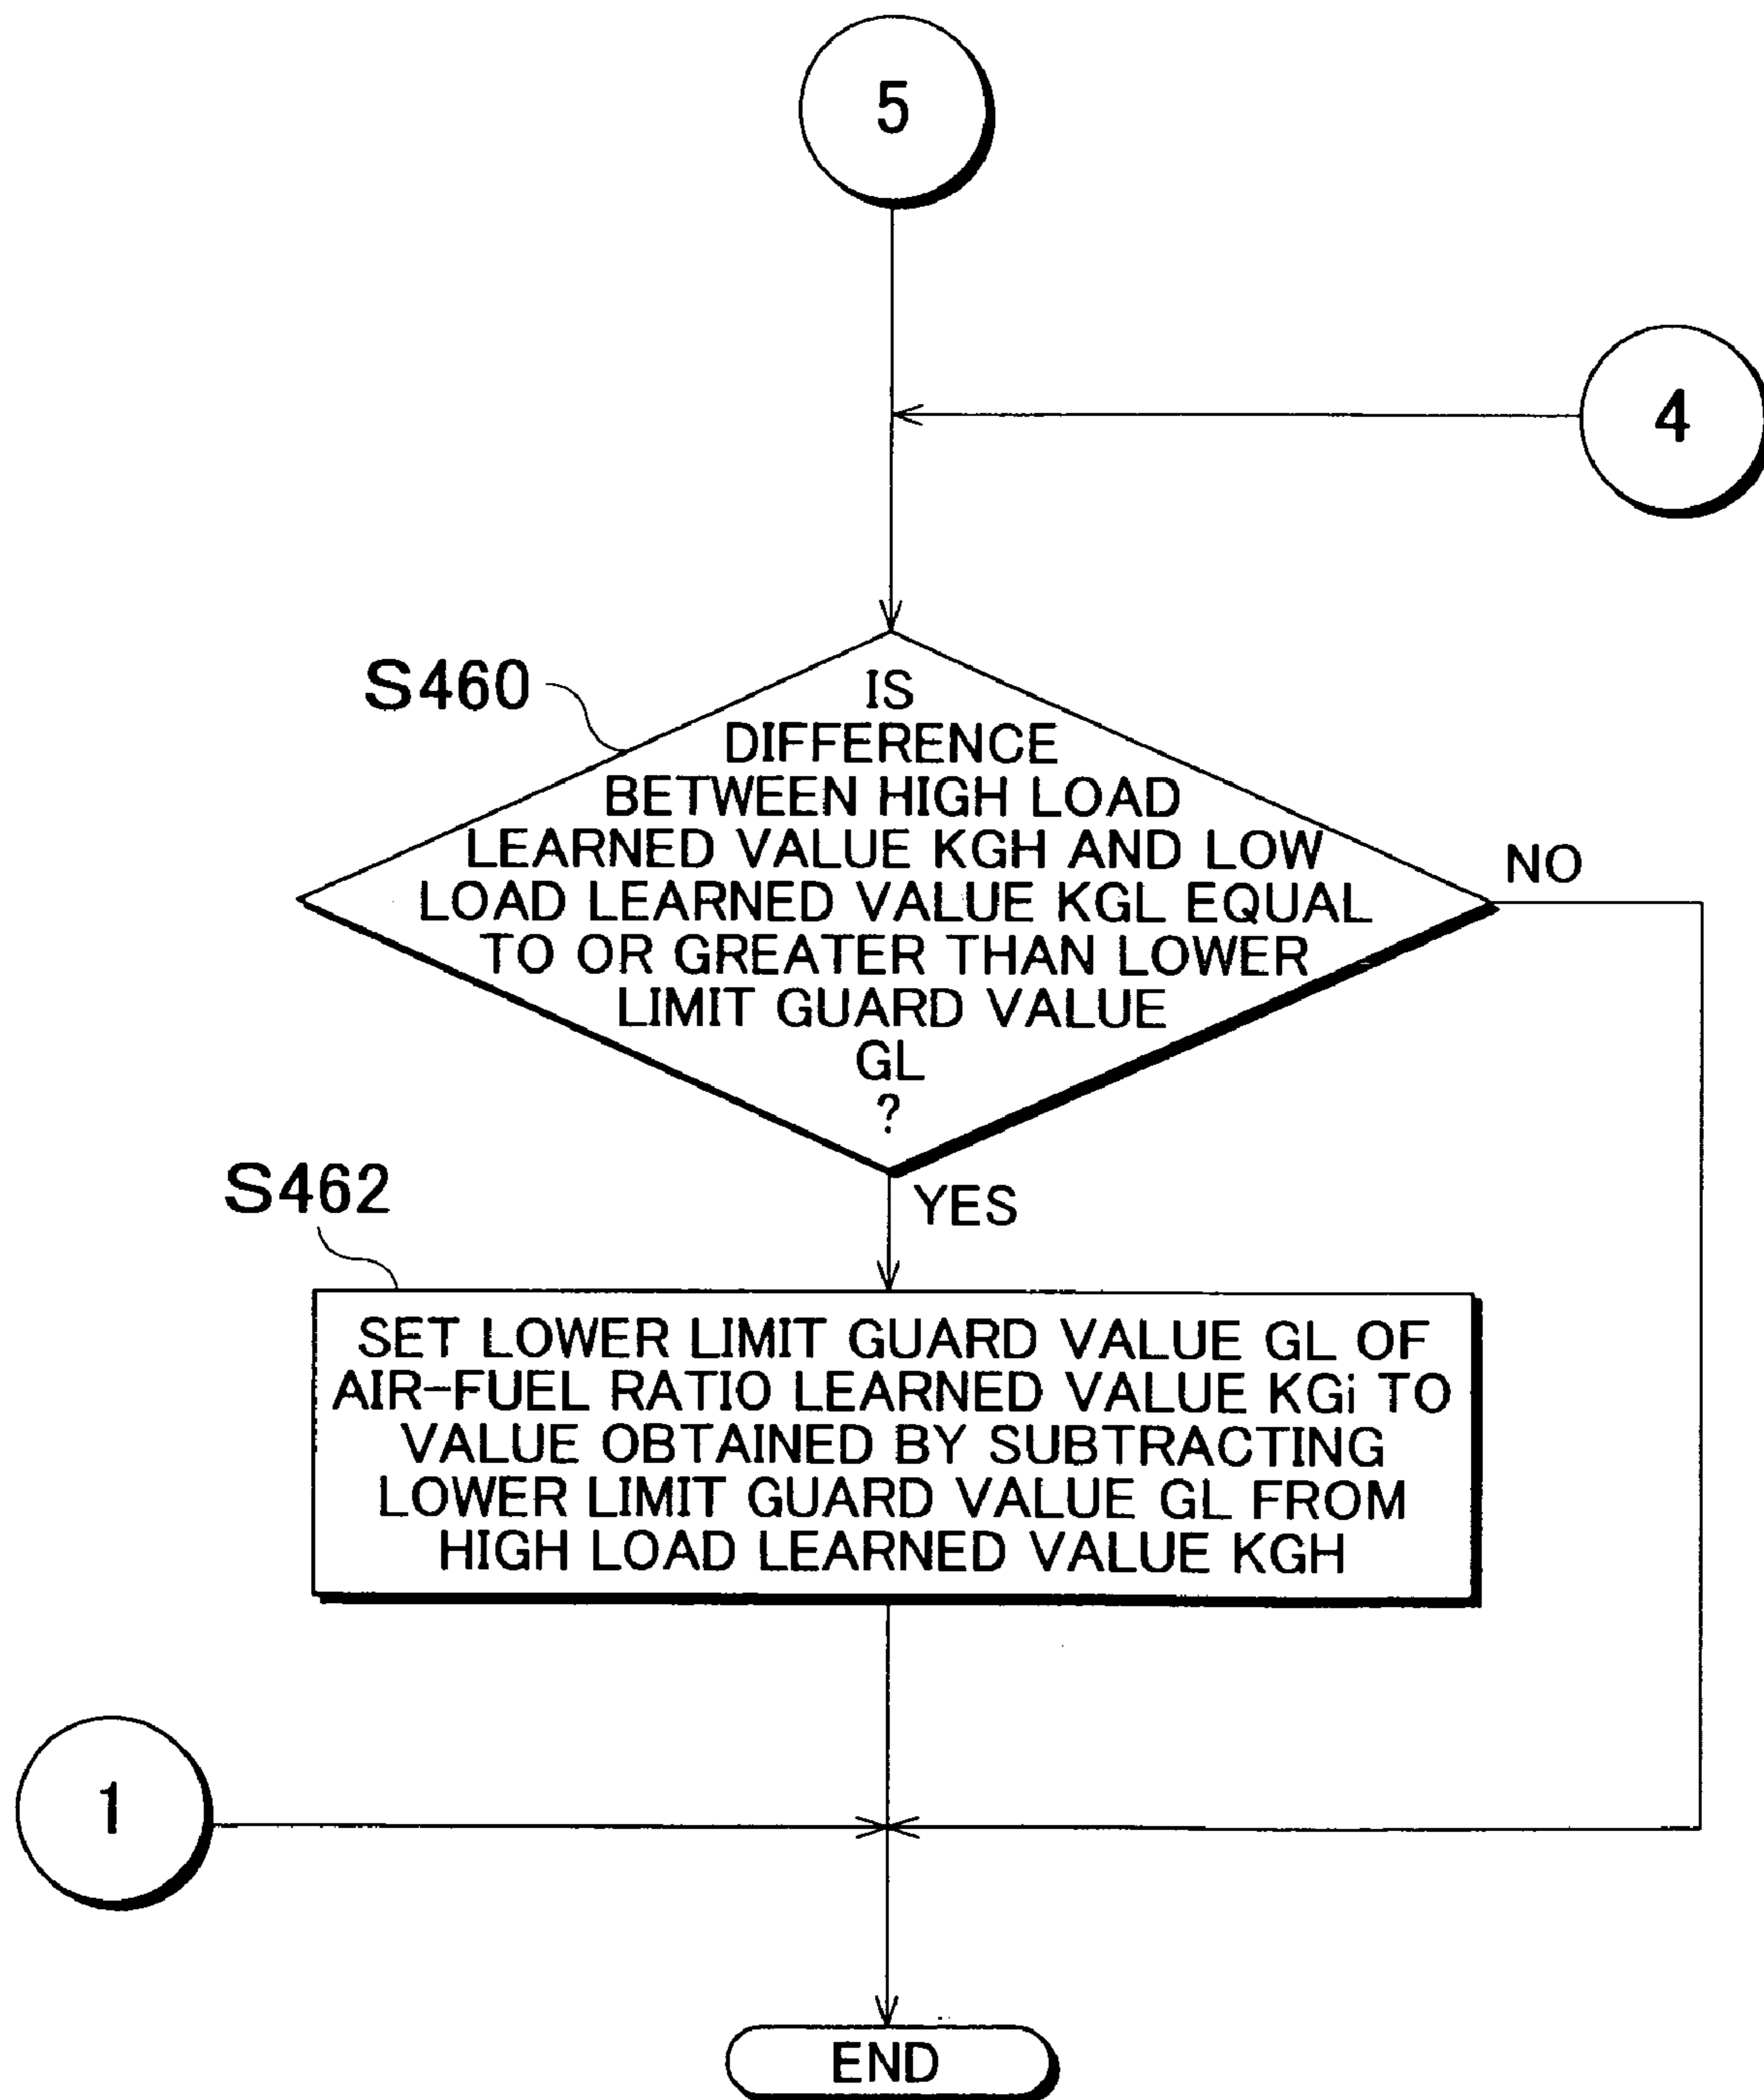 5
4
S460
IS
DIFFERENCE
BETWEEN HIGH LOAD
LEARNED VALUE KGH AND LOW
LOAD LEARNED VALUE KGL EQUAL
TO OR GREATER THAN LOWER
LIMIT GUARD VALUE
GL
?
NO
YES
S462
SET LOWER LIMIT GUARD VALUE GL OF
AIR-FUEL RATIO LEARNED VALUE KGi TO
VALUE OBTAINED BY SUBTRACTING
LOWER LIMIT GUARD VALUE GL FROM
HIGH LOAD LEARNED VALUE KGH
1
END